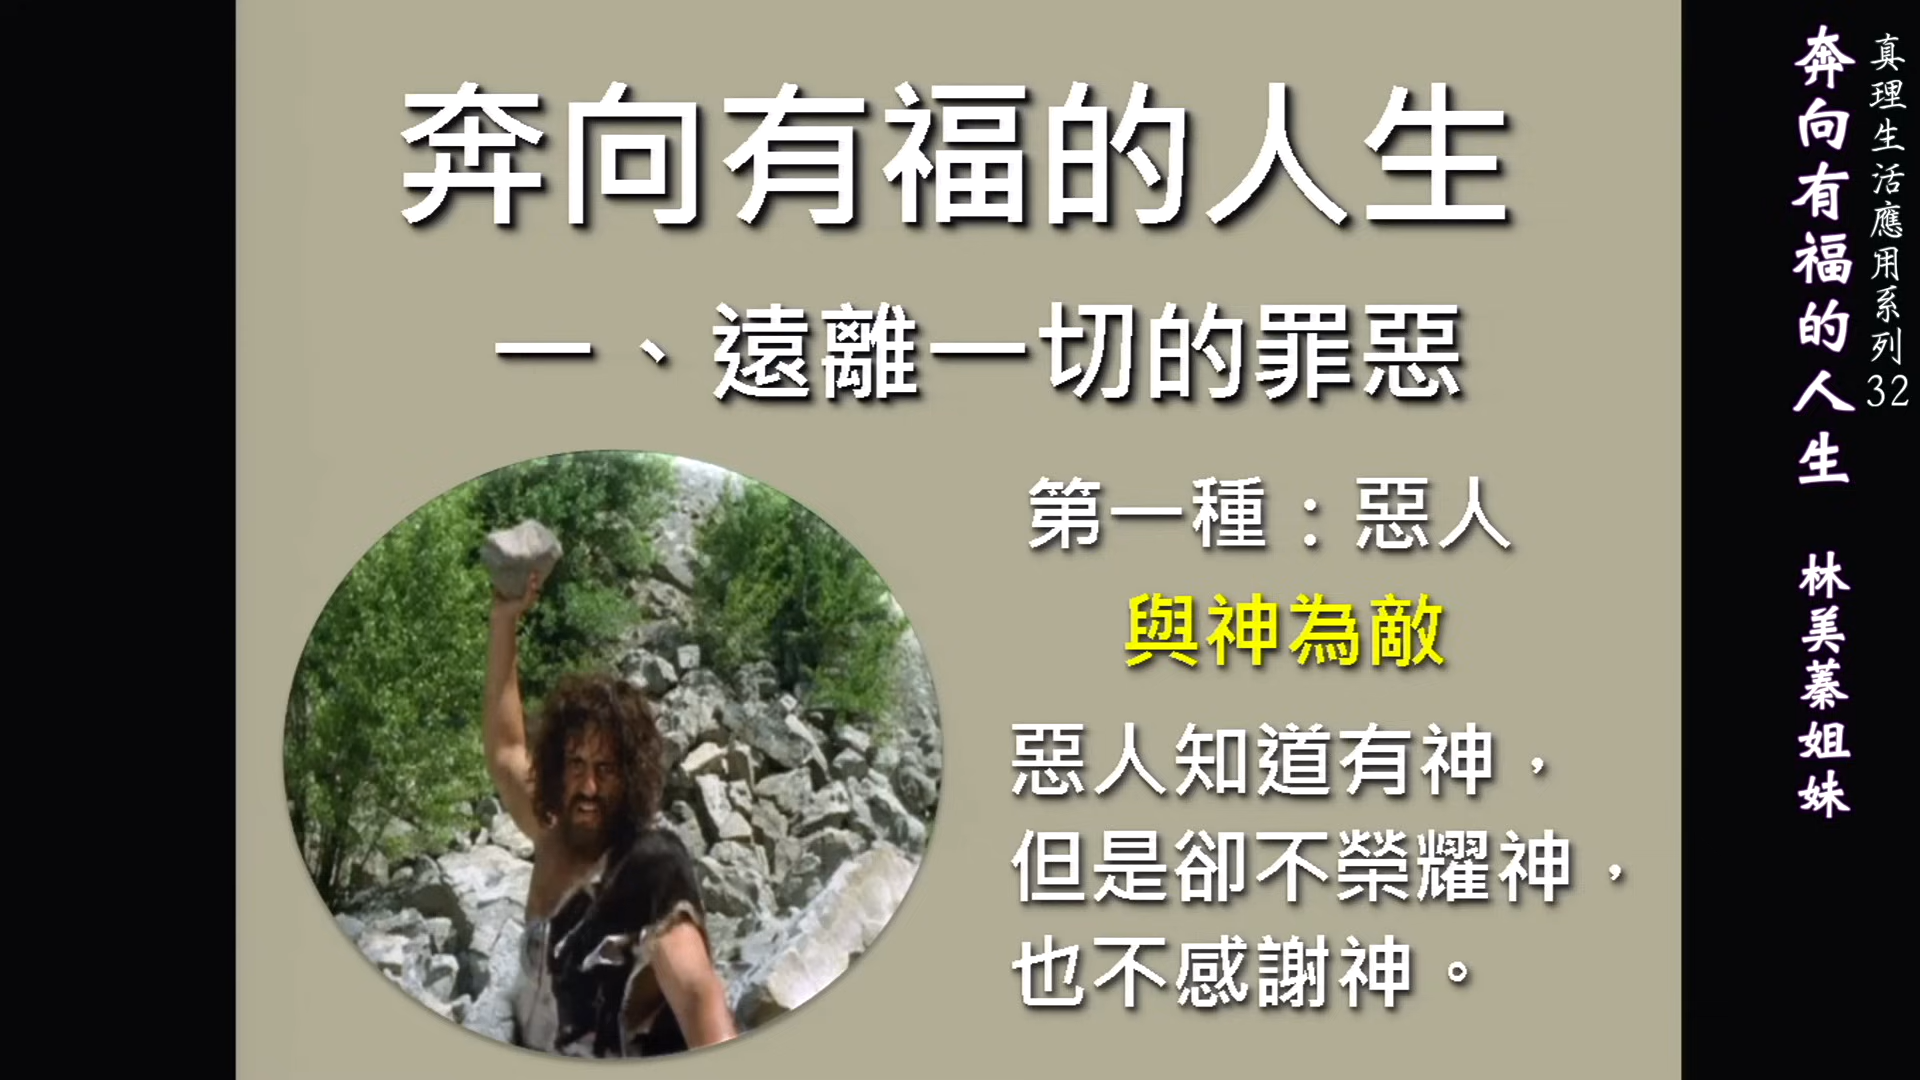 奔向有福的人生
一、遠離一切的罪惡
第一種：惡人
與神為敵
惡人知道有神，
但是卻不榮耀神，
也不感謝神。
真理生活應用系列32
奔向有福的人生 林美蓁姐妹